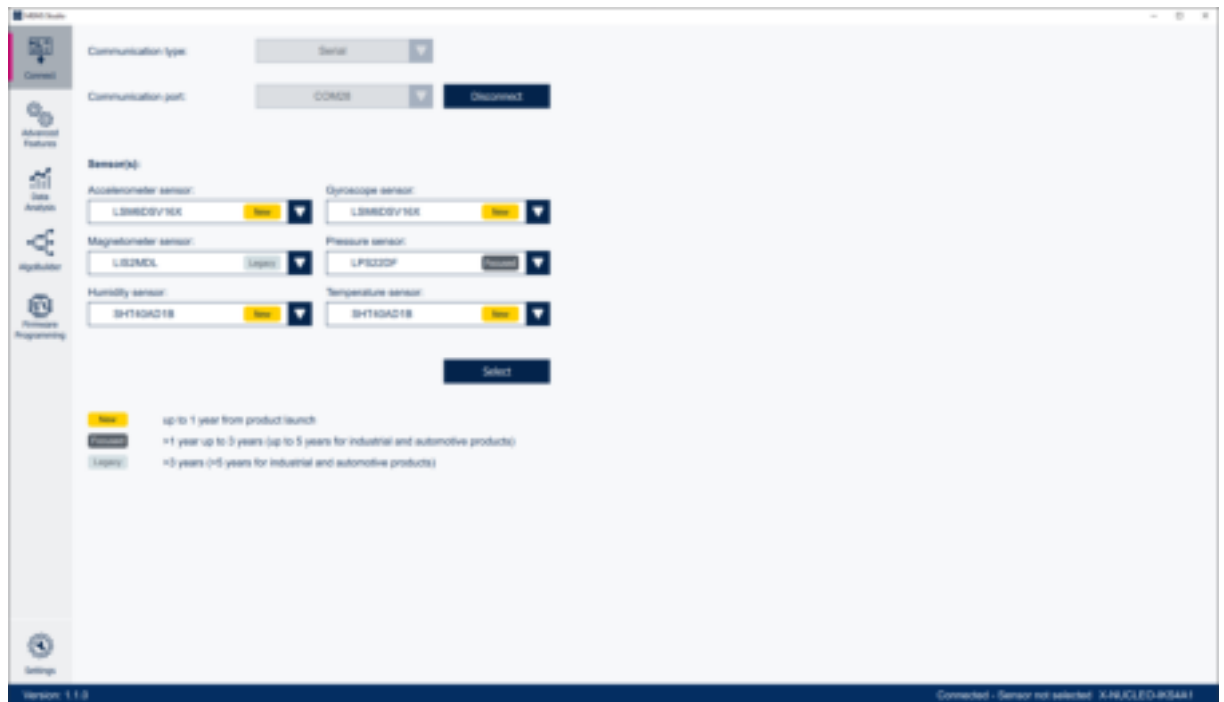 MEMS Studio
Connect
Communication type: Serial
Communication port: COM28 Disconnect
Advanced
Features
Sensor(s):
Data
Analysis
Accelerometer sensor: Gyroscope sensor:
LSM6DSV16X New LSM6DSV16X New
Magnetometer sensor: Pressure sensor:
LIS2MDL Legacy LPS22DF Focused
AlgoBuilder
Humidity sensor: Temperature sensor:
SHT40AD1B New SHT40AD1B New
Firmware
Programming
Select
New up to 1 year from product launch
Focused >1 year up to 3 years (up to 5 years for industrial and automotive products)
Legacy >3 years (>5 years for industrial and automotive products)
Settings
Version: 1.1.0 Connected - Sensor not selected X-NUCLEO-IKS4A1